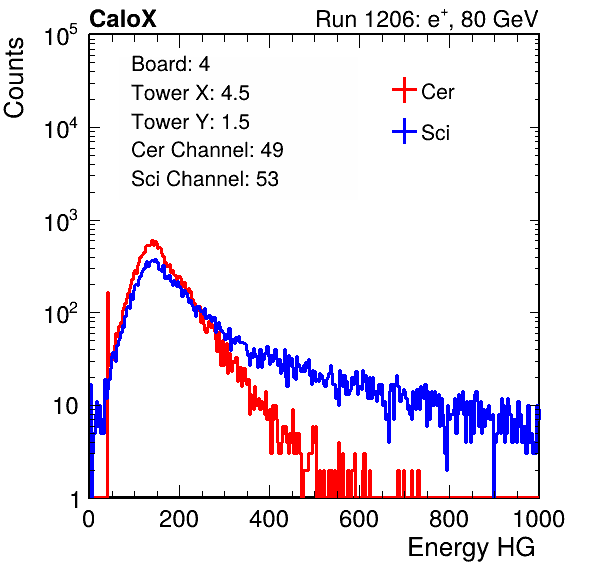 CaloX Run 1206: e⁺, 80 GeV
Counts
10⁵
10⁴
10³
10²
10
1
Board: 4
Tower X: 4.5
Tower Y: 1.5
Cer Channel: 49
Sci Channel: 53
Cer
Sci
0 200 400 600 800 1000
Energy HG